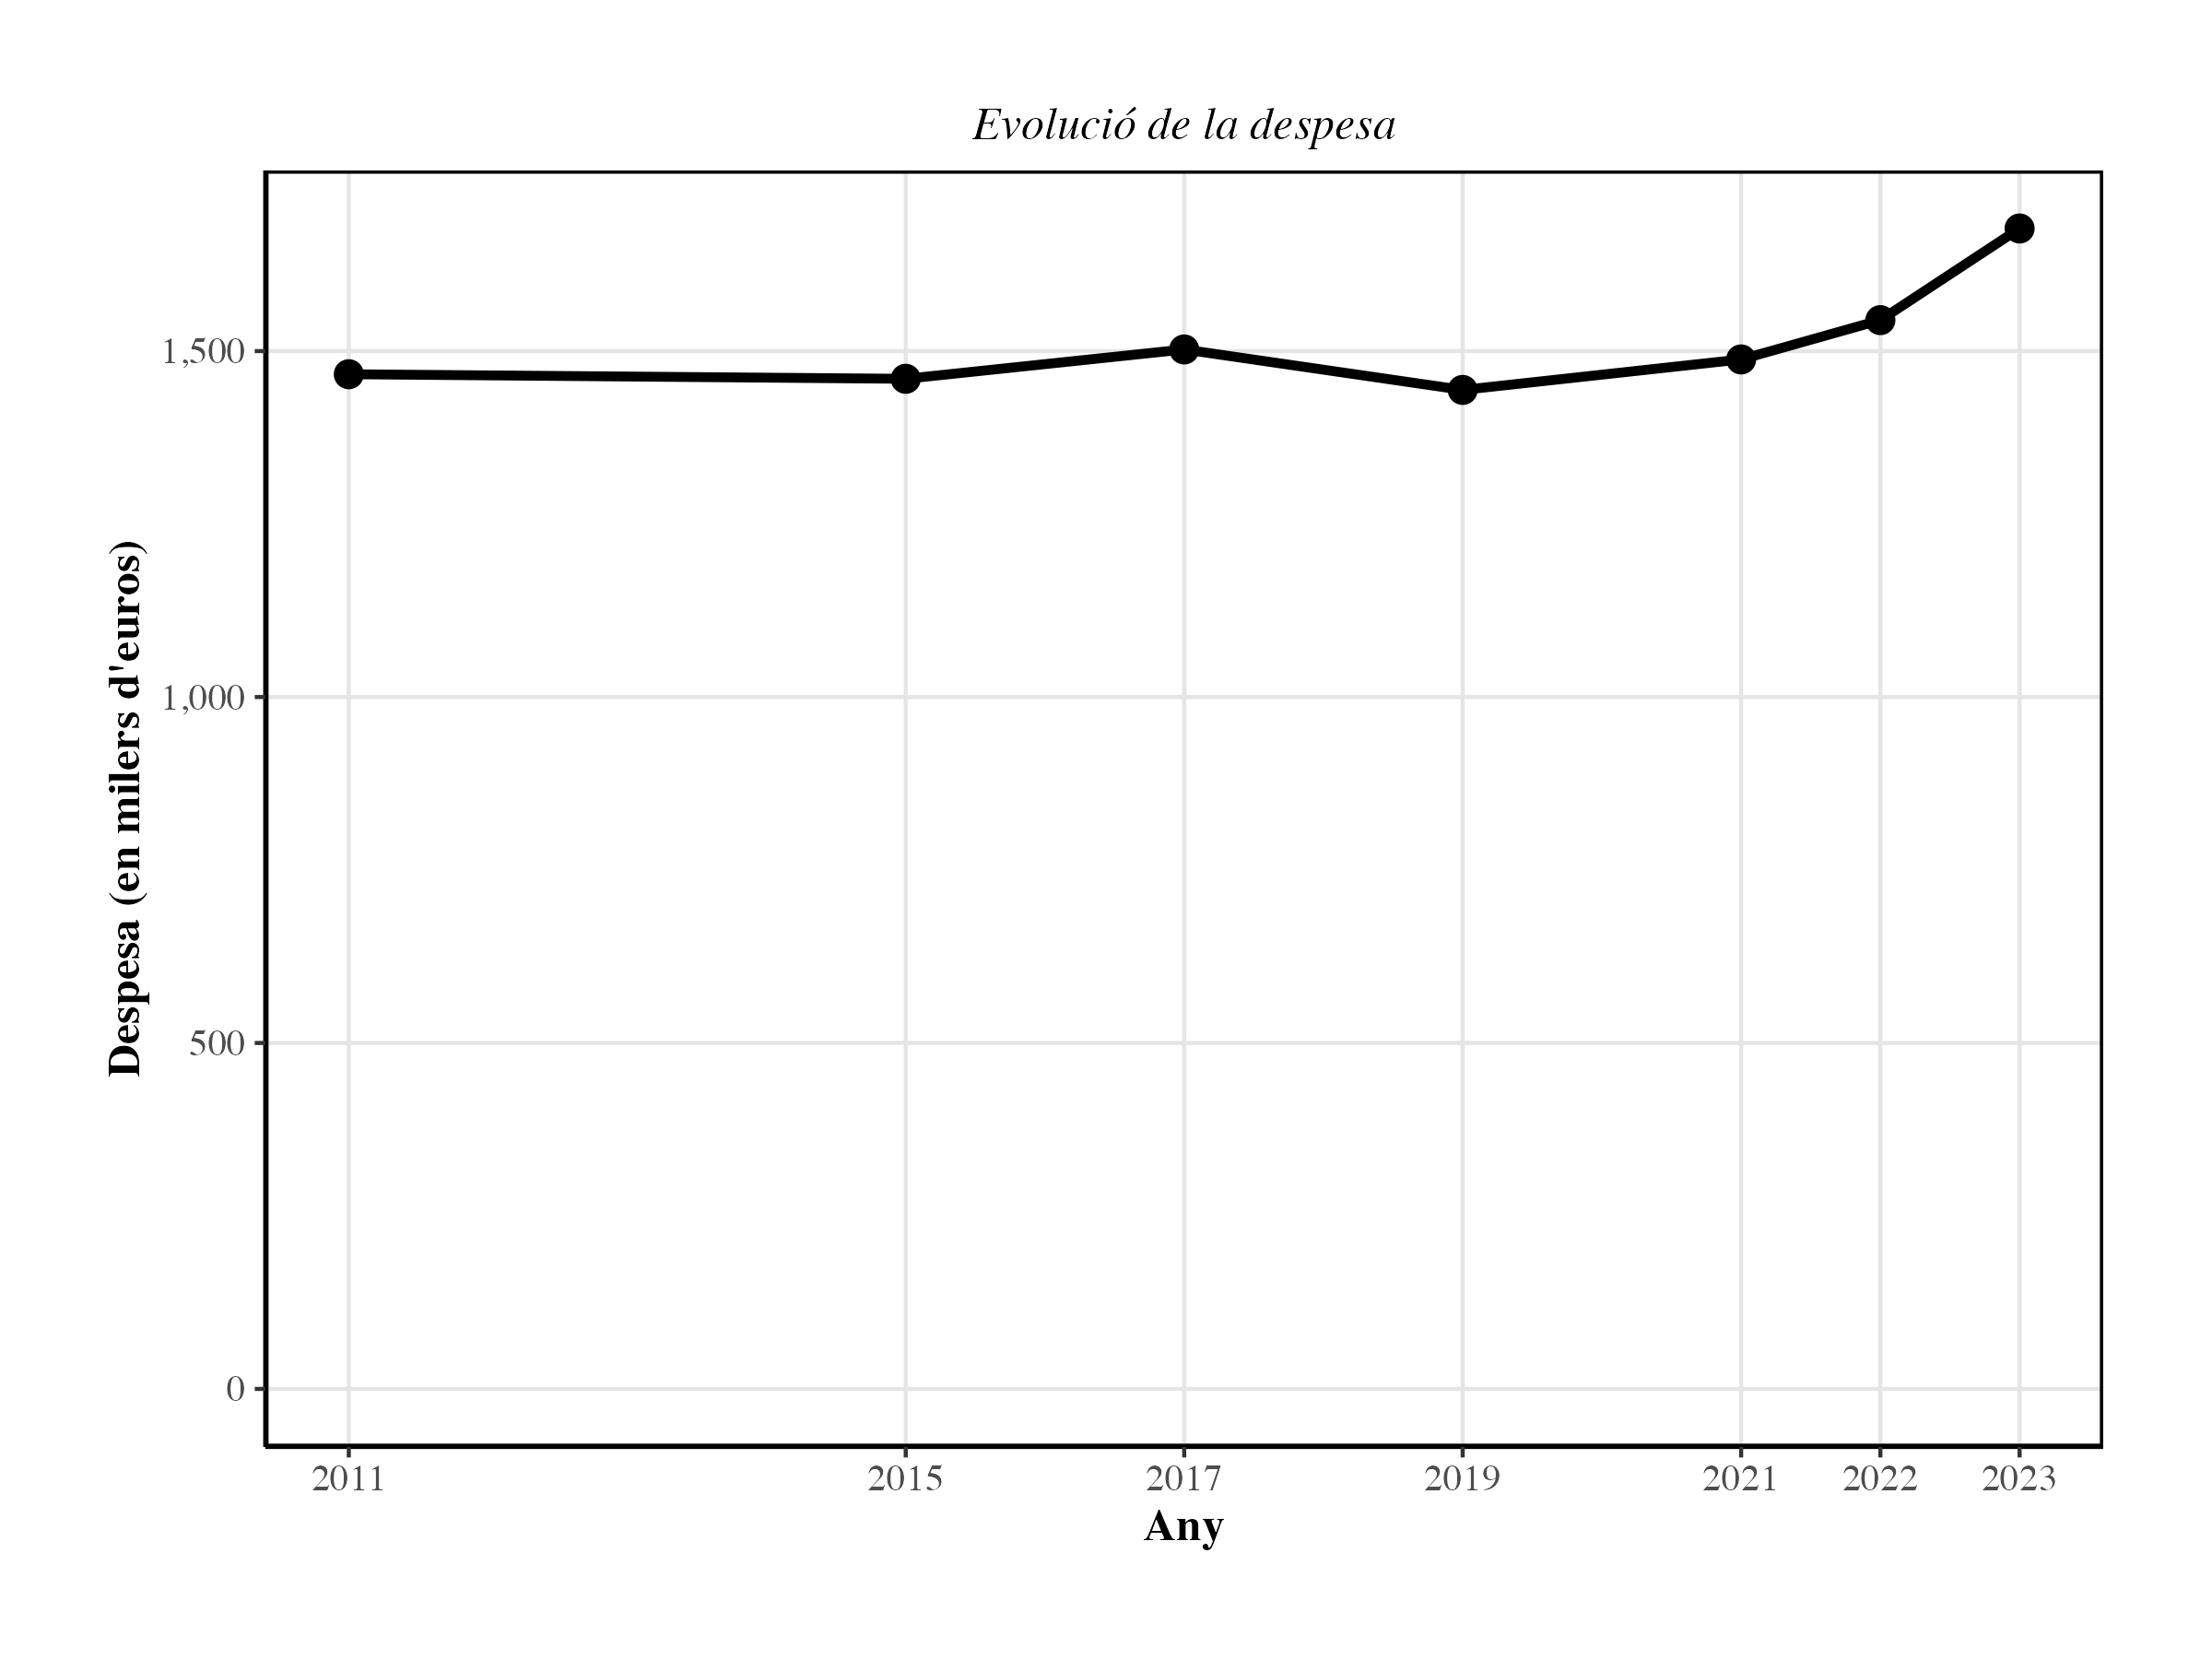 Evolució de la despesa
Despesa (en milers d'euros)
1,500
1,000
500
0
2011 2015 2017 2019 2021 2022 2023
Any